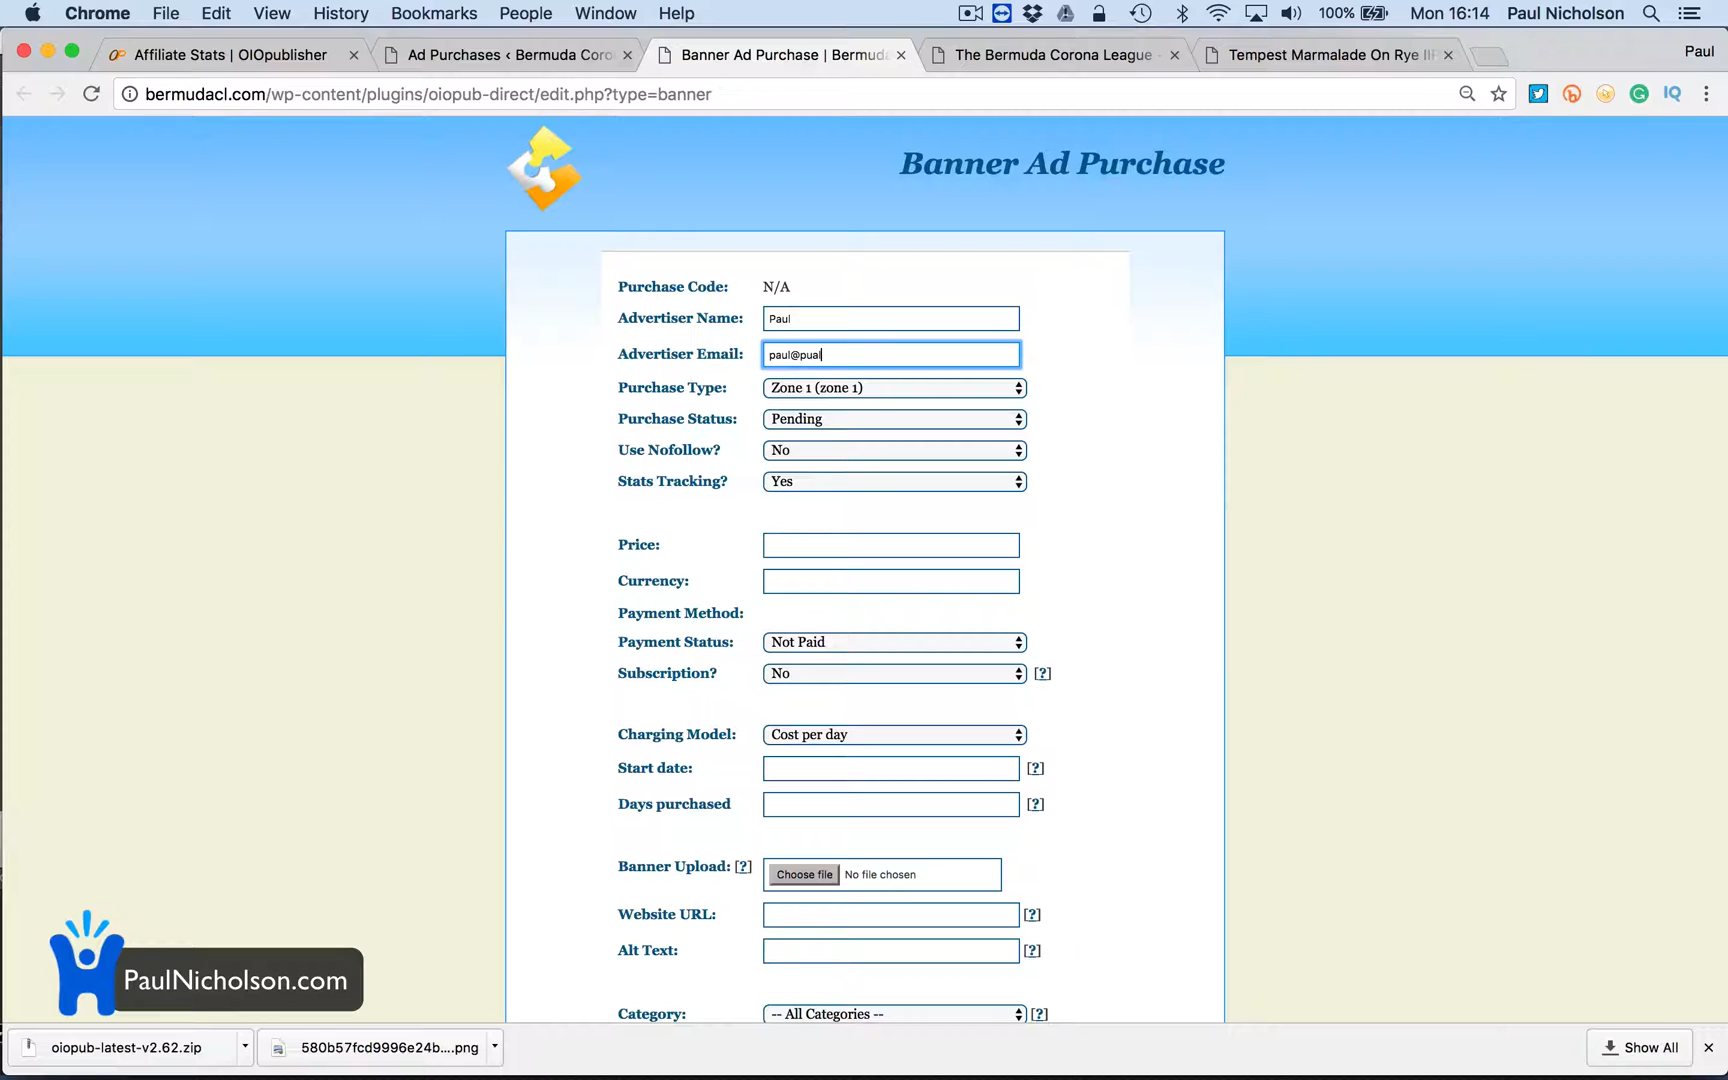 Chrome File Edit View History Bookmarks People Window Help 100% Mon 16:14 Paul Nicholson
Affiliate Stats | OIOpublisher
Ad Purchases ‹ Bermuda Coro
Banner Ad Purchase | Bermuda
The Bermuda Corona League -
Tempest Marmalade On Rye IIP
Paul
bermudacl.com/wp-content/plugins/oiopub-direct/edit.php?type=banner
IQ
Banner Ad Purchase
Purchase Code: N/A
Advertiser Name: Paul
Advertiser Email: paul@pual
Purchase Type: Zone 1 (zone 1)
Purchase Status: Pending
Use Nofollow? No
Stats Tracking? Yes
Price:
Currency:
Payment Method:
Payment Status: Not Paid
Subscription? No [?]
Charging Model: Cost per day
Start date: [?]
Days purchased [?]
Banner Upload: [?] Choose file No file chosen
Website URL: [?]
Alt Text: [?]
Category: -- All Categories -- [?]
PaulNicholson.com
oiopub-latest-v2.62.zip
580b57fcd9996e24b....png
Show All